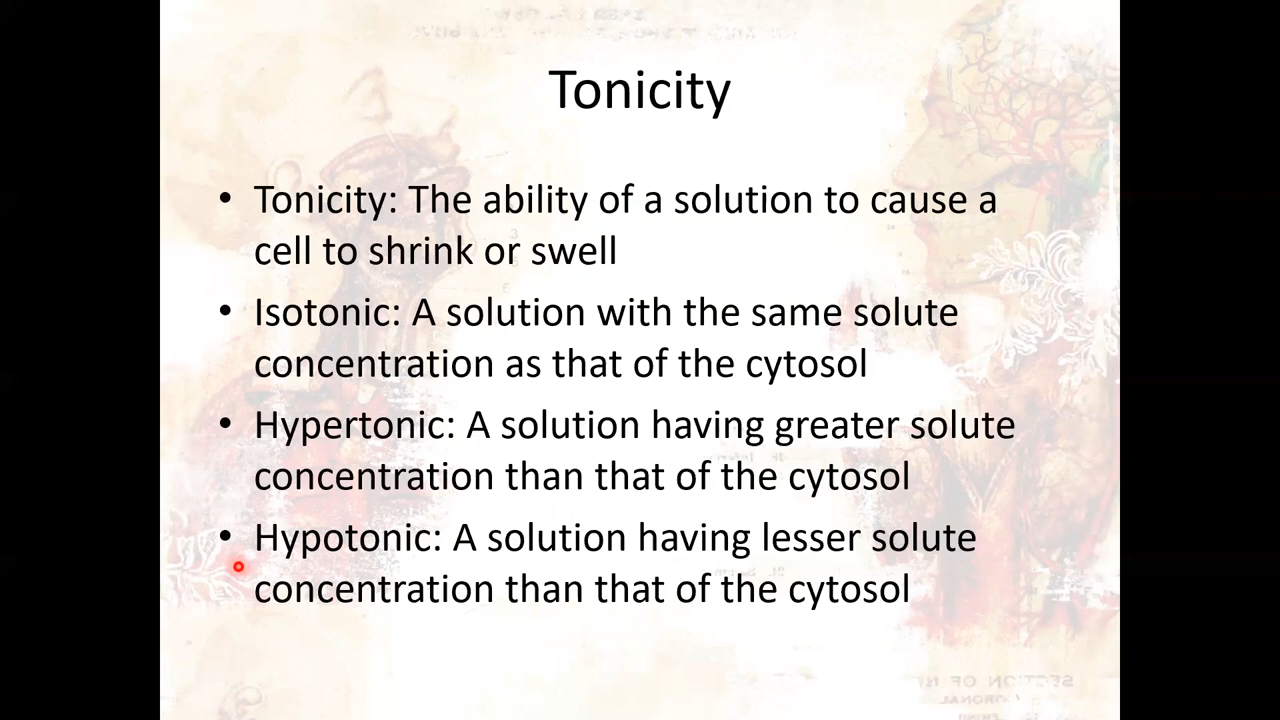 Tonicity
• Tonicity: The ability of a solution to cause a
cell to shrink or swell
• Isotonic: A solution with the same solute
concentration as that of the cytosol
• Hypertonic: A solution having greater solute
concentration than that of the cytosol
• Hypotonic: A solution having lesser solute
concentration than that of the cytosol